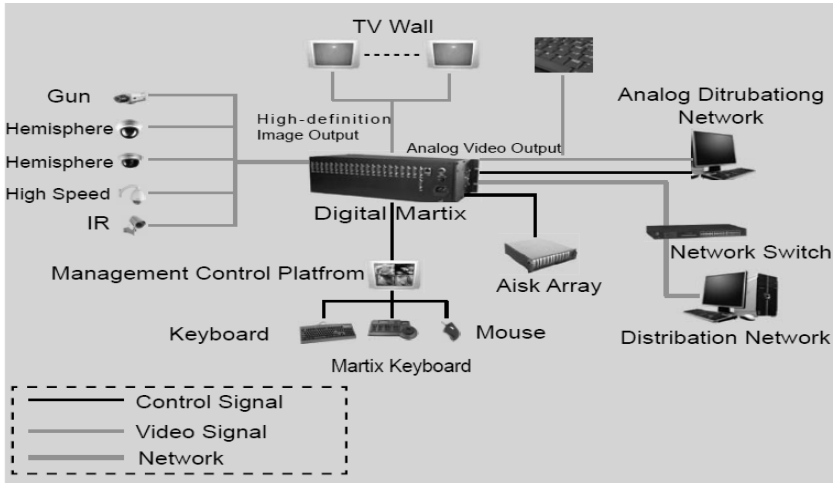 TV Wall
Gun
Hemisphere
Hemisphere
High Speed
IR
High-definition
Image Output
Analog Video Output
Analog Ditrubationg
Network
Digital Martix
Network Switch
Management Control Platfrom
Aisk Array
Keyboard
Mouse
Martix Keyboard
Distribation Network
Control Signal
Video Signal
Network